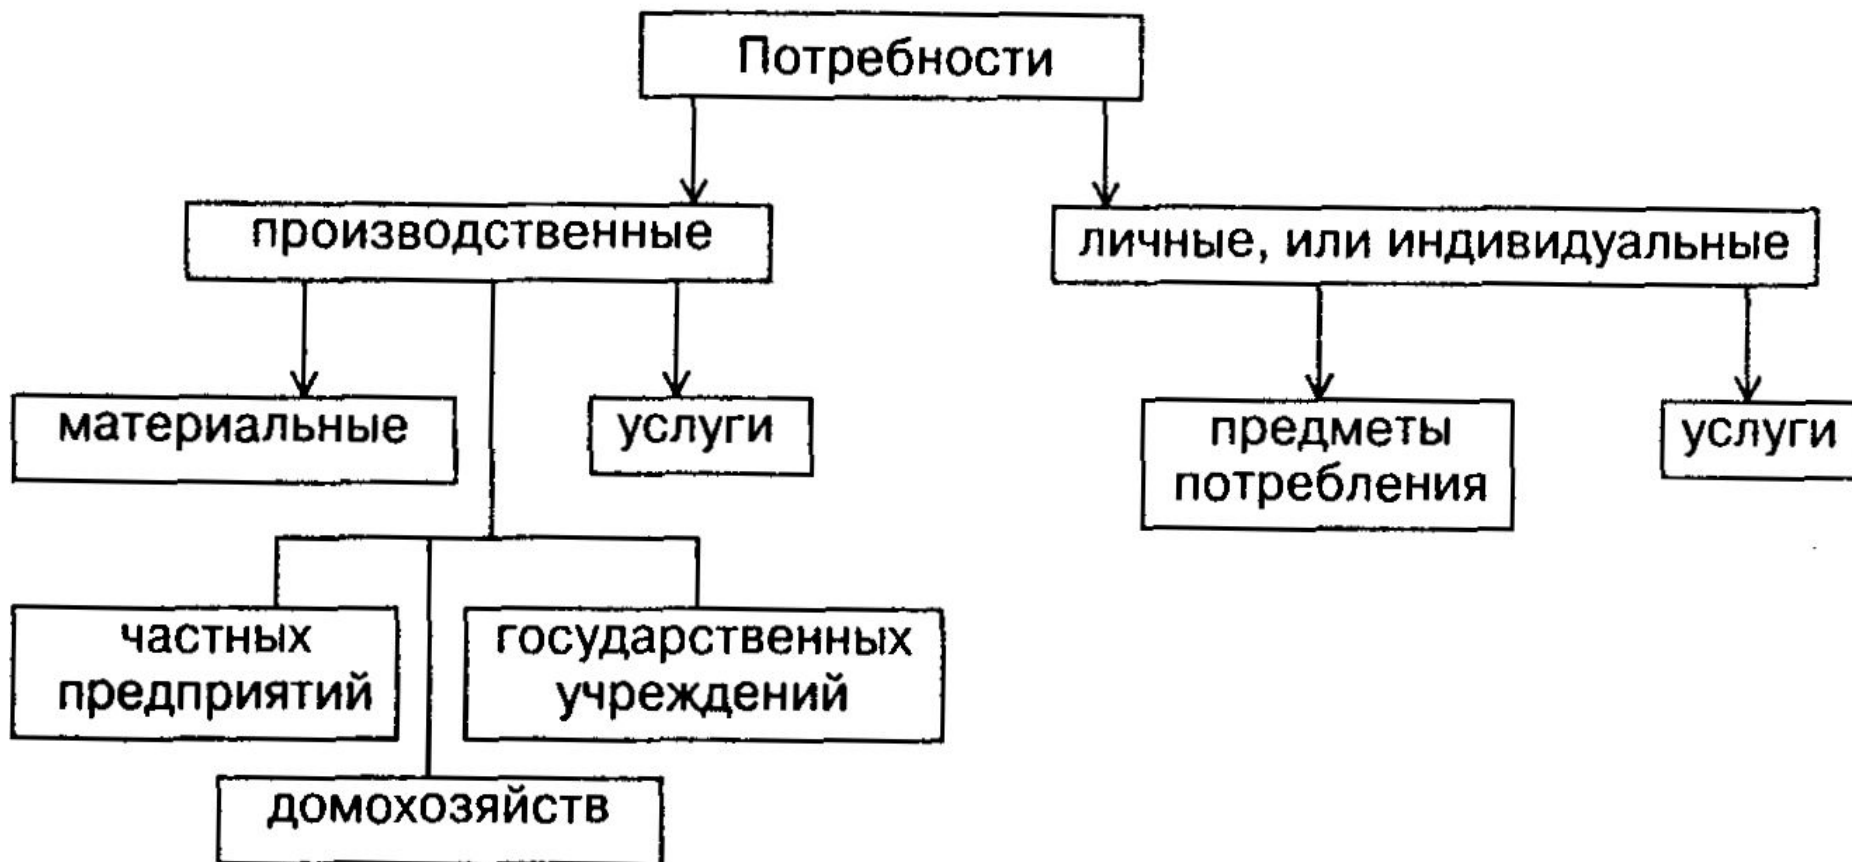 Потребности
производственные
личные, или индивидуальные
материальные
услуги
предметы
потребления
услуги
частных
предприятий
государственных
учреждений
домохозяйств